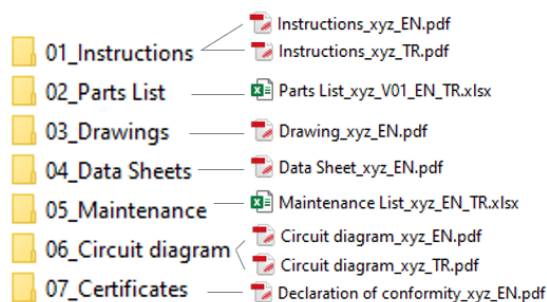 Instructions_xyz_EN.pdf
01_Instructions
Instructions_xyz_TR.pdf
02_Parts List
Parts List_xyz_V01_EN_TR.xlsx
03_Drawings
Drawing_xyz_EN.pdf
04_Data Sheets
Data Sheet_xyz_EN.pdf
05_Maintenance
Maintenance List_xyz_EN_TR.xlsx
06_Circuit diagram
Circuit diagram_xyz_EN.pdf
Circuit diagram_xyz_TR.pdf
07_Certificates
Declaration of conformity_xyz_EN.pdf